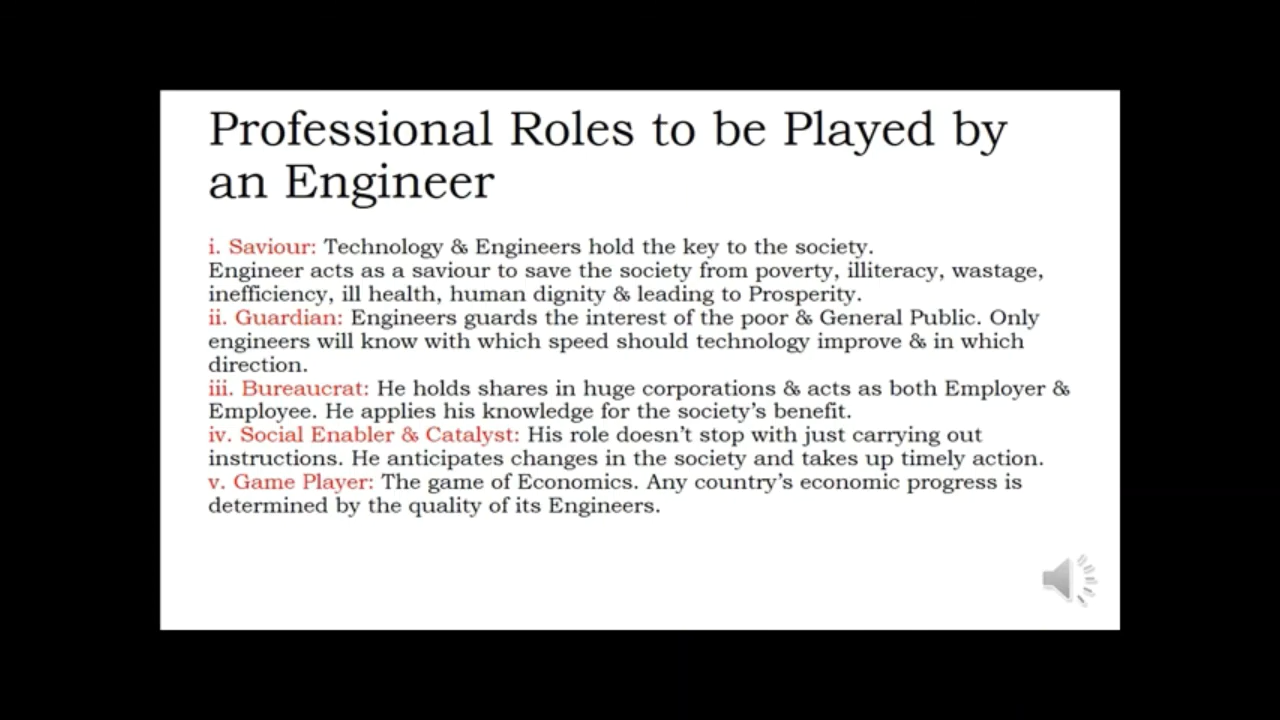 Professional Roles to be Played by
an Engineer
i. Saviour: Technology & Engineers hold the key to the society.
Engineer acts as a saviour to save the society from poverty, illiteracy, wastage,
inefficiency, ill health, human dignity & leading to Prosperity.
ii. Guardian: Engineers guards the interest of the poor & General Public. Only
engineers will know with which speed should technology improve & in which
direction.
iii. Bureaucrat: He holds shares in huge corporations & acts as both Employer &
Employee. He applies his knowledge for the society's benefit.
iv. Social Enabler & Catalyst: His role doesn't stop with just carrying out
instructions. He anticipates changes in the society and takes up timely action.
v. Game Player: The game of Economics. Any country's economic progress is
determined by the quality of its Engineers.